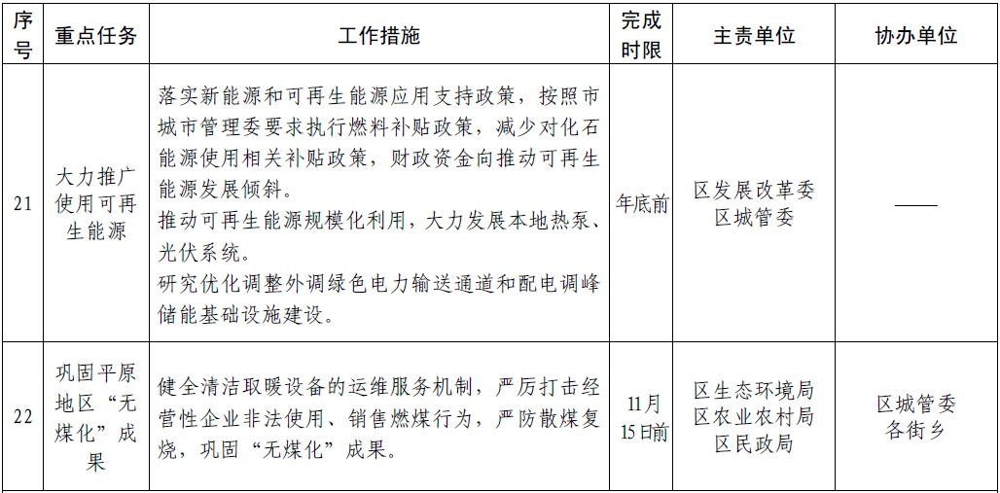 序号
重点任务
工作措施
完成时限
主责单位
协办单位
21
大力推广
使用可再
生能源
落实新能源和可再生能源应用支持政策，按照市
城市管理委要求执行燃料补贴政策，减少对化石
能源使用相关补贴政策，财政资金向推动可再生
能源发展倾斜。
推动可再生能源规模化利用，大力发展本地热泵、
光伏系统。
研究优化调整外调绿色电力输送通道和配电调峰
储能基础设施建设。
年底前
区发展改革委
区城管委
——
22
巩固平原
地区“无
煤化”成
果
健全清洁取暖设备的运维服务机制，严厉打击经
营性企业非法使用、销售燃煤行为，严防散煤复
烧，巩固“无煤化”成果。
11月
15日前
区生态环境局
区农业农村局
区民政局
区城管委
各街乡